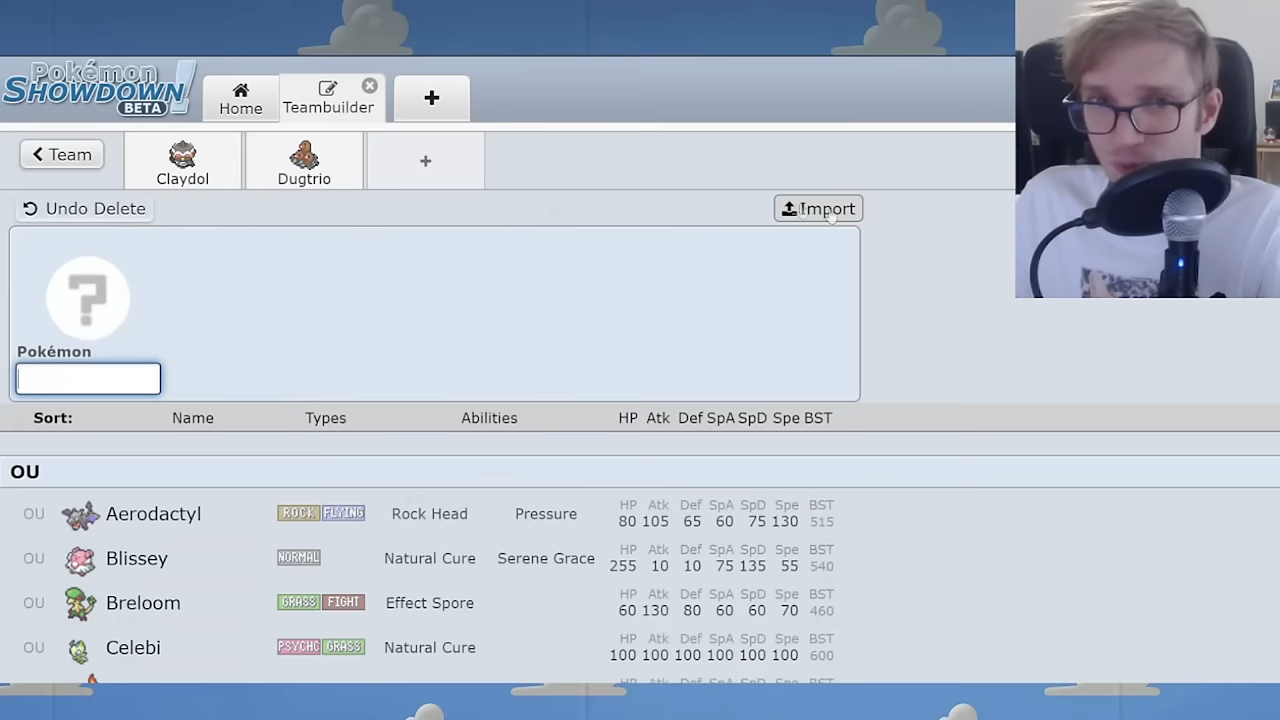 Pokémon
SHOWDOWN!
BETA
Home
Teambuilder
Team
Claydol
Dugtrio
Undo Delete
Import
Pokémon
Sort: Name Types Abilities HP Atk Def SpA SpD Spe BST
OU
HP Atk Def SpA SpD Spe BST
OU Aerodactyl ROCK FLYING Rock Head Pressure 80 105 65 60 75 130 515
HP Atk Def SpA SpD Spe BST
OU Blissey NORMAL Natural Cure Serene Grace 255 10 10 75 135 55 540
HP Atk Def SpA SpD Spe BST
OU Breloom GRASS FIGHT Effect Spore 60 130 80 60 60 70 460
HP Atk Def SpA SpD Spe BST
OU Celebi PSYCHC GRASS Natural Cure 100 100 100 100 100 100 600